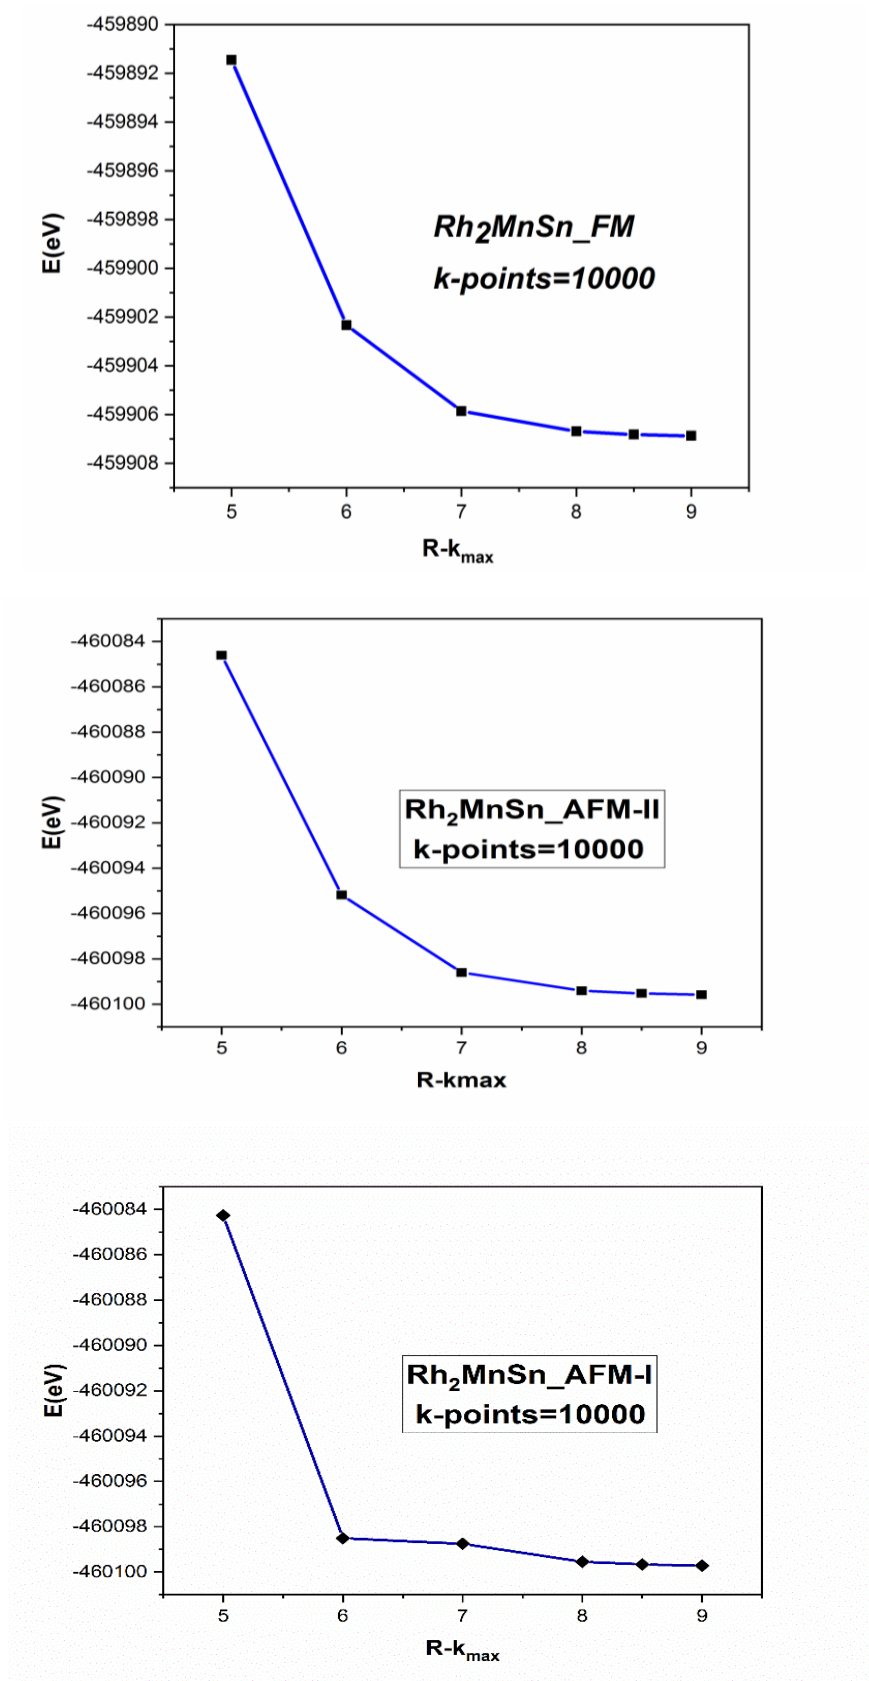 -459890
-459892
-459894
-459896
-459898
-459900
-459902
-459904
-459906
-459908
E(eV)
Rh2MnSn_FM
k-points=10000
5 6 7 8 9
R-kmax
-460084
-460086
-460088
-460090
-460092
-460094
-460096
-460098
-460100
E(eV)
Rh2MnSn_AFM-II
k-points=10000
5 6 7 8 9
R-kmax
-460084
-460086
-460088
-460090
-460092
-460094
-460096
-460098
-460100
E(eV)
Rh2MnSn_AFM-I
k-points=10000
5 6 7 8 9
R-kmax